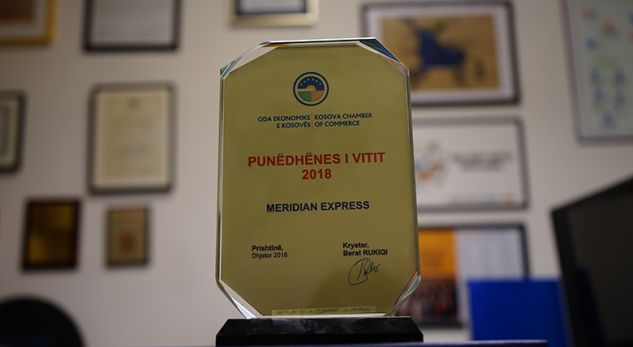 ODA EKONOMIKE KOSOVA CHAMBER
E KOSOVËS OF COMMERCE
PUNËDHËNES I VITIT
2018
MERIDIAN EXPRESS
Prishtinë, Kryetar,
Dhjetor 2018 Berat RUKIQI